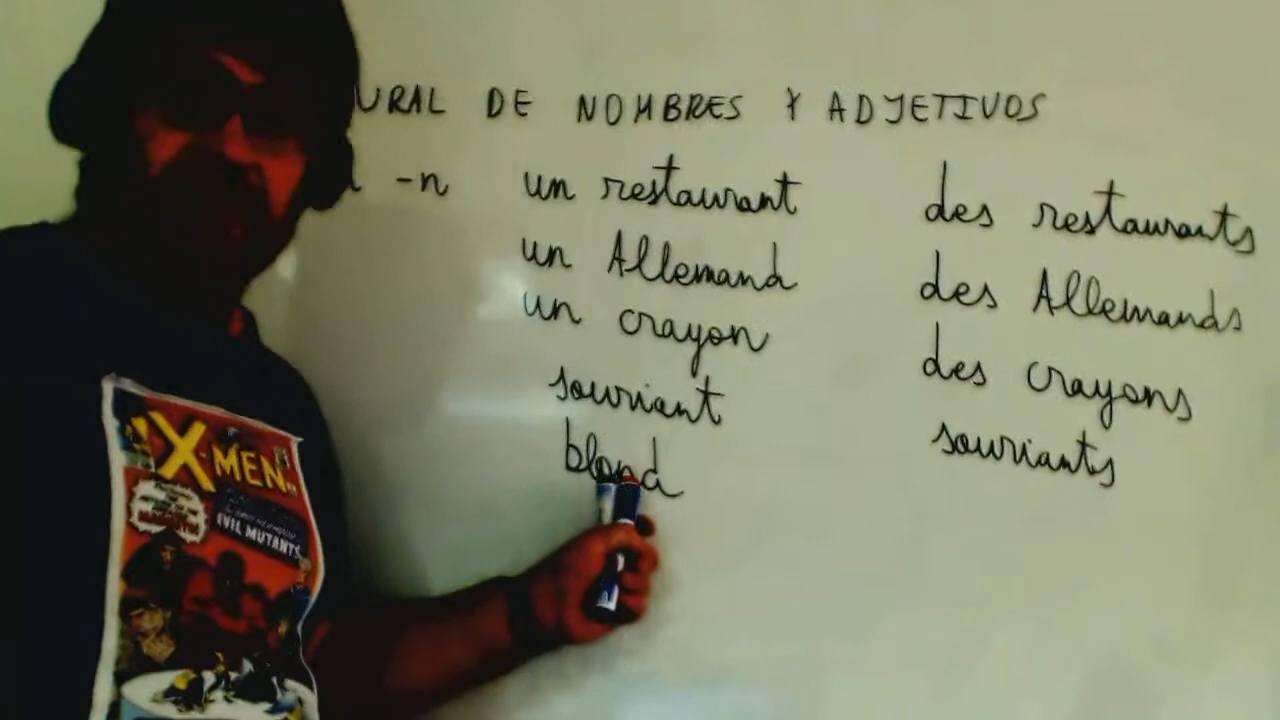 URAL DE NOMBRES Y ADJETIVOS
-n un restaurant des restaurants
un Allemand des Allemands
un crayon des crayons
souriant souriants
blond
X-MEN
EVIL MUTANTS